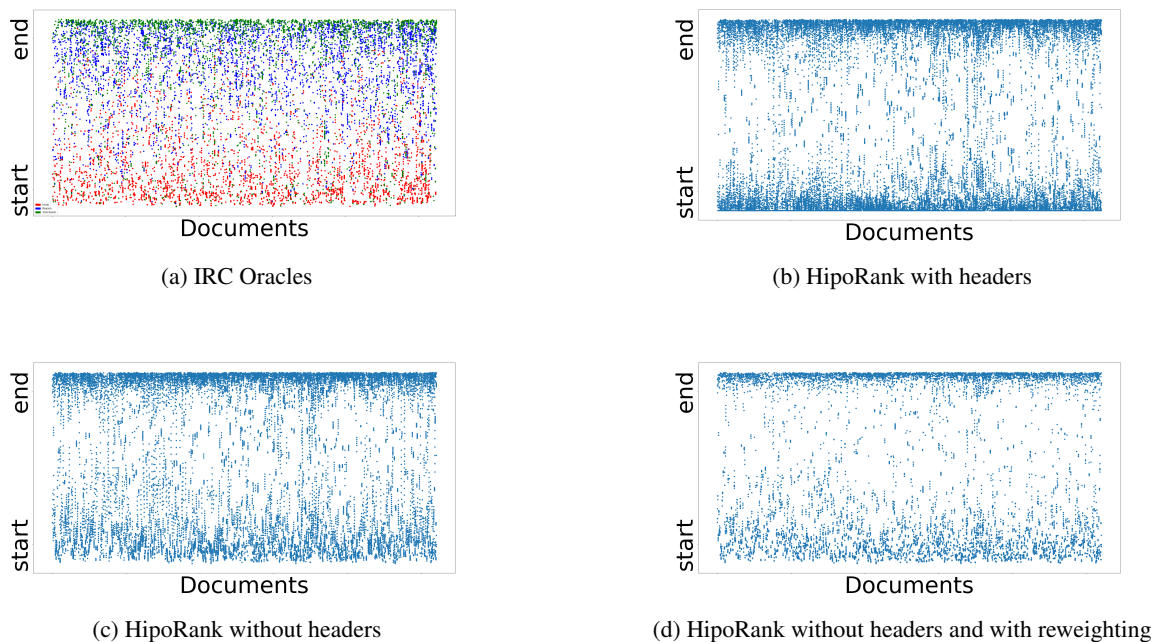 end
start
Documents
(a) IRC Oracles
end
start
Documents
(b) HipoRank with headers
end
start
Documents
(c) HipoRank without headers
end
start
Documents
(d) HipoRank without headers and with reweighting